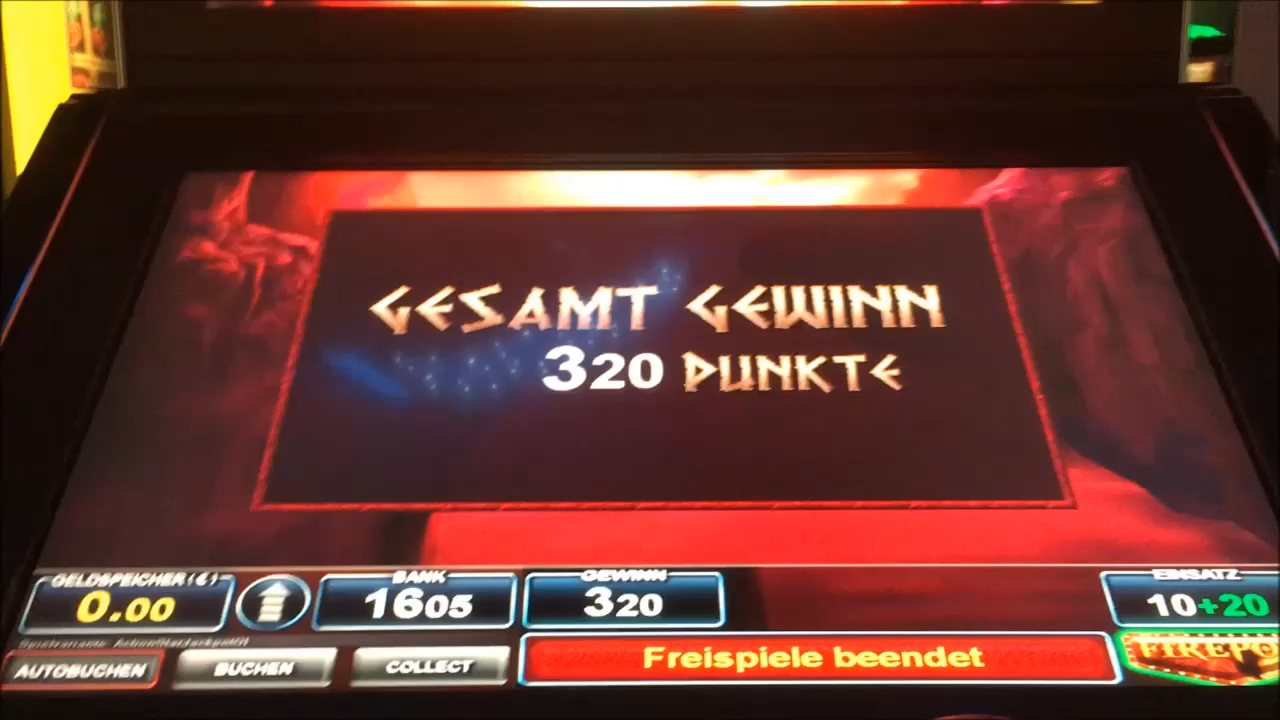 GESAMT GEWINN
320 PUNKTE
GELDSPEICHER(€) BANK GEWINN EINSATZ
0.00 1605 320 10+20
AUTOBUCHEN BUCHEN COLLECT Freispiele beendet FIREPO